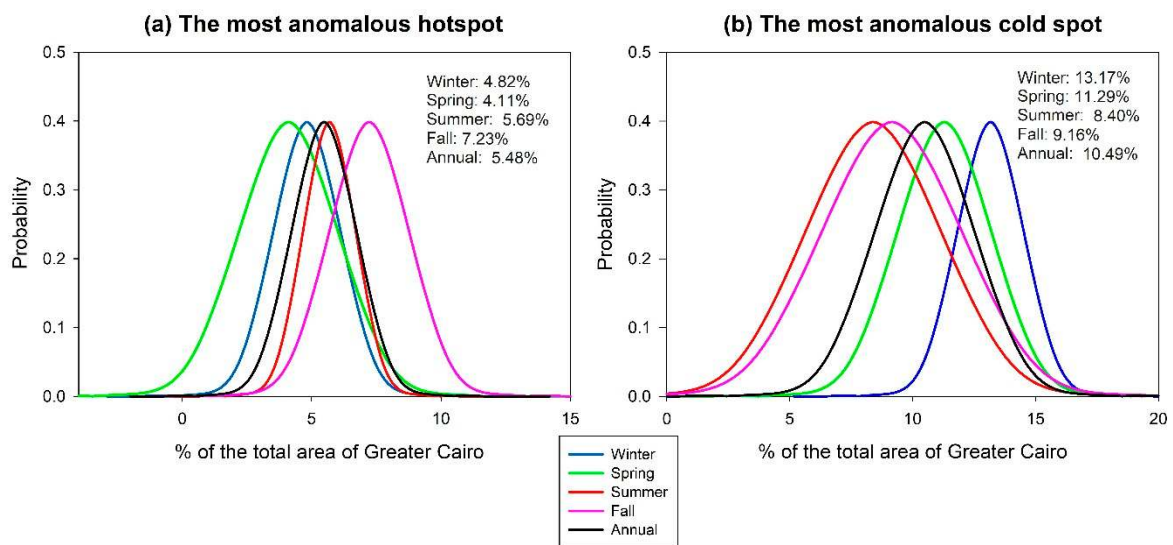 (a) The most anomalous hotspot
0.5
0.4
0.3
0.2
0.1
0.0
Probability
Winter: 4.82%
Spring: 4.11%
Summer: 5.69%
Fall: 7.23%
Annual: 5.48%
0 5 10 15
% of the total area of Greater Cairo
(b) The most anomalous cold spot
0.5
0.4
0.3
0.2
0.1
0.0
Probability
Winter: 13.17%
Spring: 11.29%
Summer: 8.40%
Fall: 9.16%
Annual: 10.49%
0 5 10 15 20
% of the total area of Greater Cairo
Winter
Spring
Summer
Fall
Annual